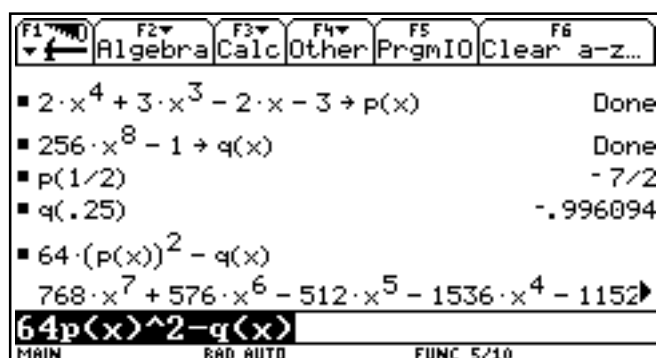 F1 F2 Algebra F3 Calc F4 Other F5 PrgmIO F6 Clear a-z…
▪ 2·x^4 + 3·x^3 − 2·x − 3 → p(x) Done
▪ 256·x^8 − 1 → q(x) Done
▪ p(1/2) -7/2
▪ q(.25) -.996094
▪ 64·(p(x))^2 − q(x)
768·x^7 + 576·x^6 − 512·x^5 − 1536·x^4 − 1152▶
64p(x)^2-q(x)
MAIN RAD AUTO FUNC 5/10